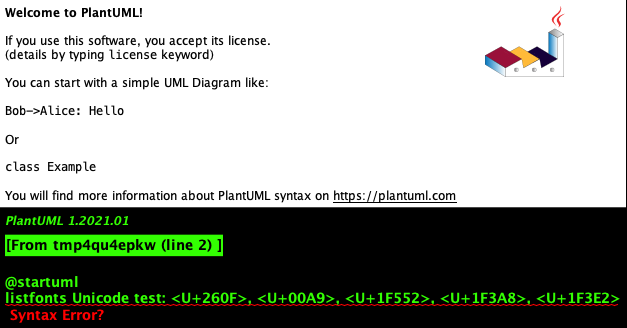 Welcome to PlantUML!
If you use this software, you accept its license.
(details by typing license keyword)
You can start with a simple UML Diagram like:
Bob->Alice: Hello
Or
class Example
You will find more information about PlantUML syntax on https://plantuml.com
PlantUML 1.2021.01
[From tmp4qu4epkw (line 2) ]
@startuml
listfonts Unicode test: <U+260F>, <U+00A9>, <U+1F552>, <U+1F3A8>, <U+1F3E2>
Syntax Error?